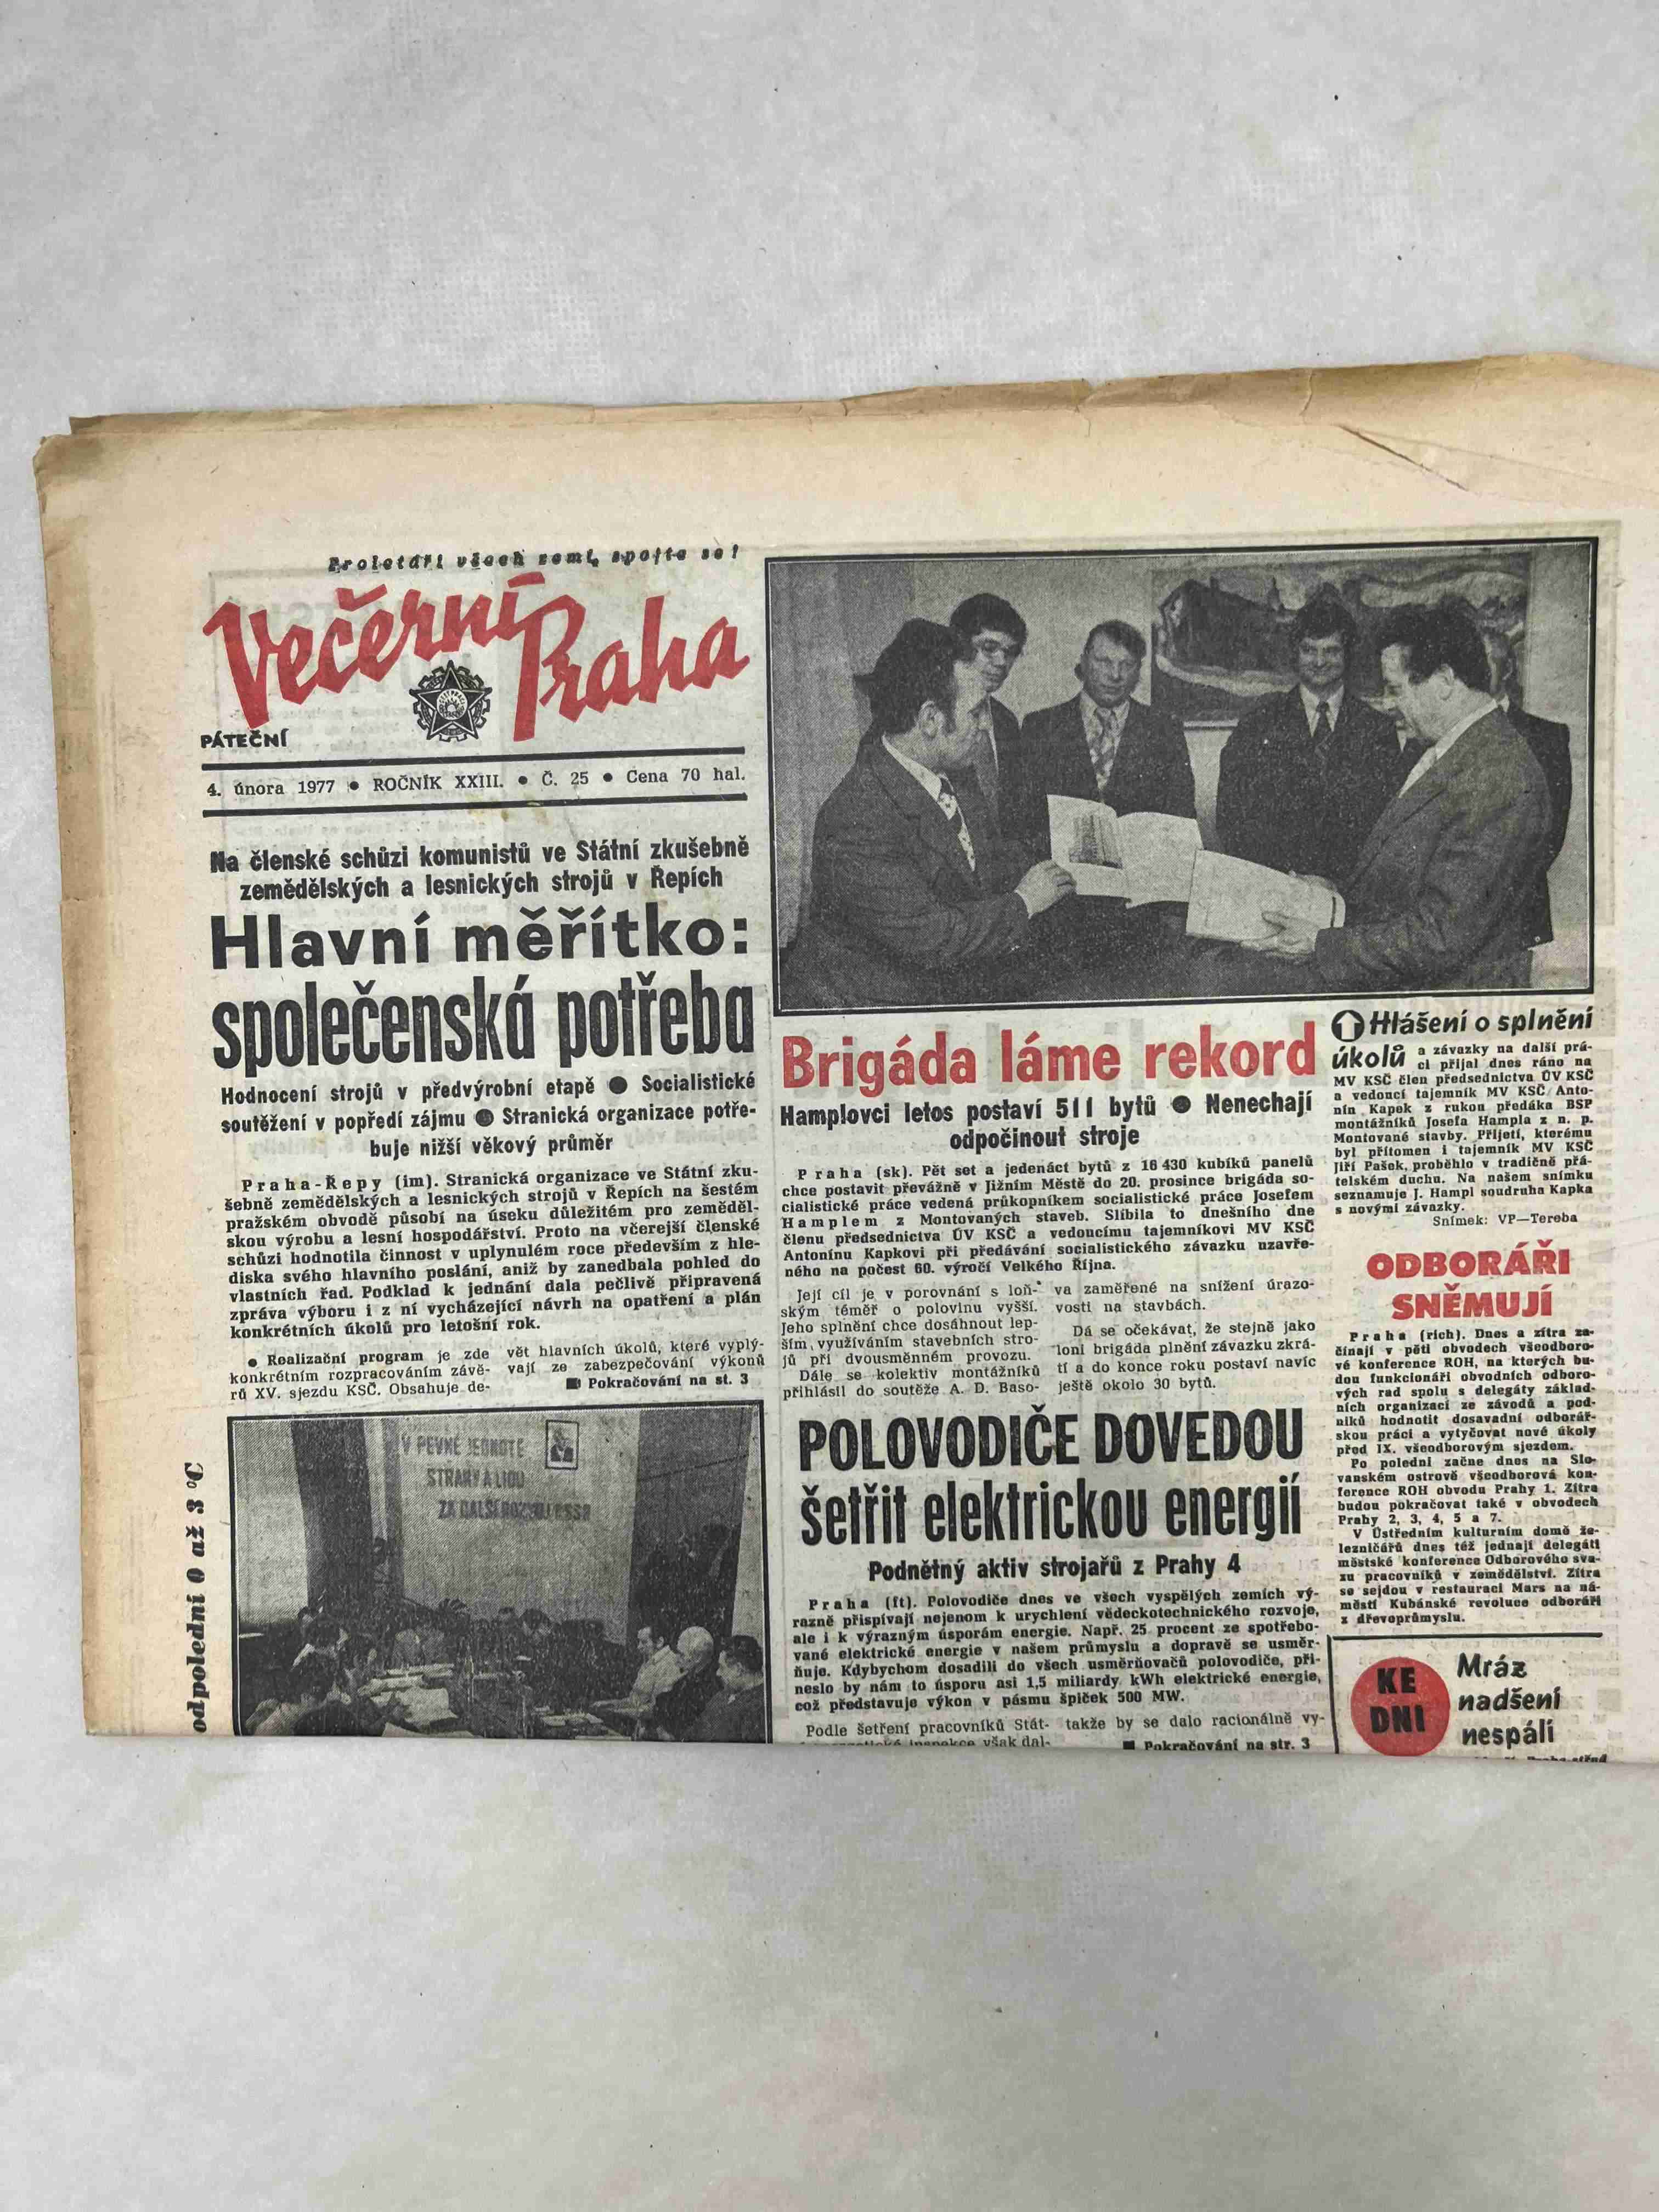 Proletáři všech zemí, spojte se!
Večerní Praha
PÁTEČNÍ
4. února 1977 ● ROČNÍK XXIII. ● Č. 25 ● Cena 70 hal.
Na členské schůzi komunistů ve Státní zkušebně
zemědělských a lesnických strojů v Řepích
Hlavní měřítko:
společenská potřeba
Hodnocení strojů v předvýrobní etapě ● Socialistické
soutěžení v popředí zájmu ● Stranická organizace potře-
buje nižší věkový průměr
Praha-Řepy (im). Stranická organizace ve Státní zku-
šebně zemědělských a lesnických strojů v Řepích na šestém
pražském obvodě působí na úseku důležitém pro zeměděl-
skou výrobu a lesní hospodářství. Proto na včerejší členské
schůzi hodnotila činnost v uplynulém roce především z hle-
diska svého hlavního poslání, aniž by zanedbala pohled do
vlastních řad. Podklad k jednání dala pečlivě připravená
zpráva výboru i z ní vycházející návrh na opatření a plán
konkrétních úkolů pro letošní rok.
● Realizační program je zde
konkrétním rozpracováním závě-
rů XV. sjezdu KSČ. Obsahuje de-
vět hlavních úkolů, které vyplý-
vají ze zabezpečování výkonů
■ Pokračování na st. 3
V PEVNÉ JEDNOTĚ
STRANY A LIDU
ZA DALŠÍ ROZVOJ ČSSR
odpolední 0 až 3 °C
Brigáda láme rekord
Hamplovci letos postaví 511 bytů ● Nenechají
odpočinout stroje
Praha (sk). Pět set a jedenáct bytů z 16 430 kubíků panelů
chce postavit převážně v Jižním Městě do 20. prosince brigáda so-
cialistické práce vedená průkopníkem socialistické práce Josefem
Hamplem z Montovaných staveb. Slíbila to dnešního dne
členu předsednictva ÚV KSČ a vedoucímu tajemníkovi MV KSČ
Antonínu Kapkovi při předávání socialistického závazku uzavře-
ného na počest 60. výročí Velkého Října.
Její cíl je v porovnání s loň-
ským téměř o polovinu vyšší.
Jeho splnění chce dosáhnout lep-
ším využíváním stavebních stro-
jů při dvousměnném provozu.
Dále se kolektiv montážníků
přihlásil do soutěže A. D. Baso-
va zaměřené na snížení úrazo-
vosti na stavbách.
Dá se očekávat, že stejně jako
loni brigáda plnění závazku zkrá-
tí a do konce roku postaví navíc
ještě okolo 30 bytů.
POLOVODIČE DOVEDOU
šetřit elektrickou energii
Podnětný aktiv strojařů z Prahy 4
Praha (ft). Polovodiče dnes ve všech vyspělých zemích vý-
razně přispívají nejenom k urychlení vědeckotechnického rozvoje,
ale i k výrazným úsporám energie. Např. 25 procent ze spotřebo-
vané elektrické energie v našem průmyslu a dopravě se usměr-
ňuje. Kdybychom dosadili do všech usměrňovačů polovodiče, při-
neslo by nám to úsporu asi 1,5 miliardy kWh elektrické energie,
což představuje výkon v pásmu špiček 500 MW.
Podle šetření pracovníků Stát-
inspekce však dal-
takže by se dalo racionálně vy-
■ Pokračování na str. 3
Hlášení o splnění
úkolů a závazky na další prá-
ci přijal dnes ráno na
MV KSČ člen předsednictva ÚV KSČ
a vedoucí tajemník MV KSČ Anto-
nín Kapek z rukou předáka BSP
montážníků Josefa Hampla z n. p.
Montované stavby. Přijetí, kterému
byl přítomen i tajemník MV KSČ
Jiří Pašek, proběhlo v tradičně přá-
telském duchu. Na našem snímku
seznamuje J. Hampl soudruha Kapka
s novými závazky.
Snímek: VP—Tereba
ODBORÁŘI
SNĚMUJÍ
Praha (rich). Dnes a zítra za-
čínají v pěti obvodech všeodboro-
vé konference ROH, na kterých bu-
dou funkcionáři obvodních odboro-
vých rad spolu s delegáty základ-
ních organizací ze závodů a pod-
niků hodnotit dosavadní odborář-
skou práci a vytyčovat nové úkoly
před IX. všeodborovým sjezdem.
Po poledni začne dnes na Slo-
vanském ostrově všeodborová kon-
ference ROH obvodu Prahy 1. Zítra
budou pokračovat také v obvodech
Prahy 2, 3, 4, 5 a 7.
V Ústředním kulturním domě že-
lezničářů dnes též jednají delegáti
městské konference Odborového sva-
zu pracovníků v zemědělství. Zítra
se sejdou v restauraci Mars na ná-
městí Kubánské revoluce odboráři
z dřevoprůmyslu.
KE
DNI
Mráz
nadšení
nespálí